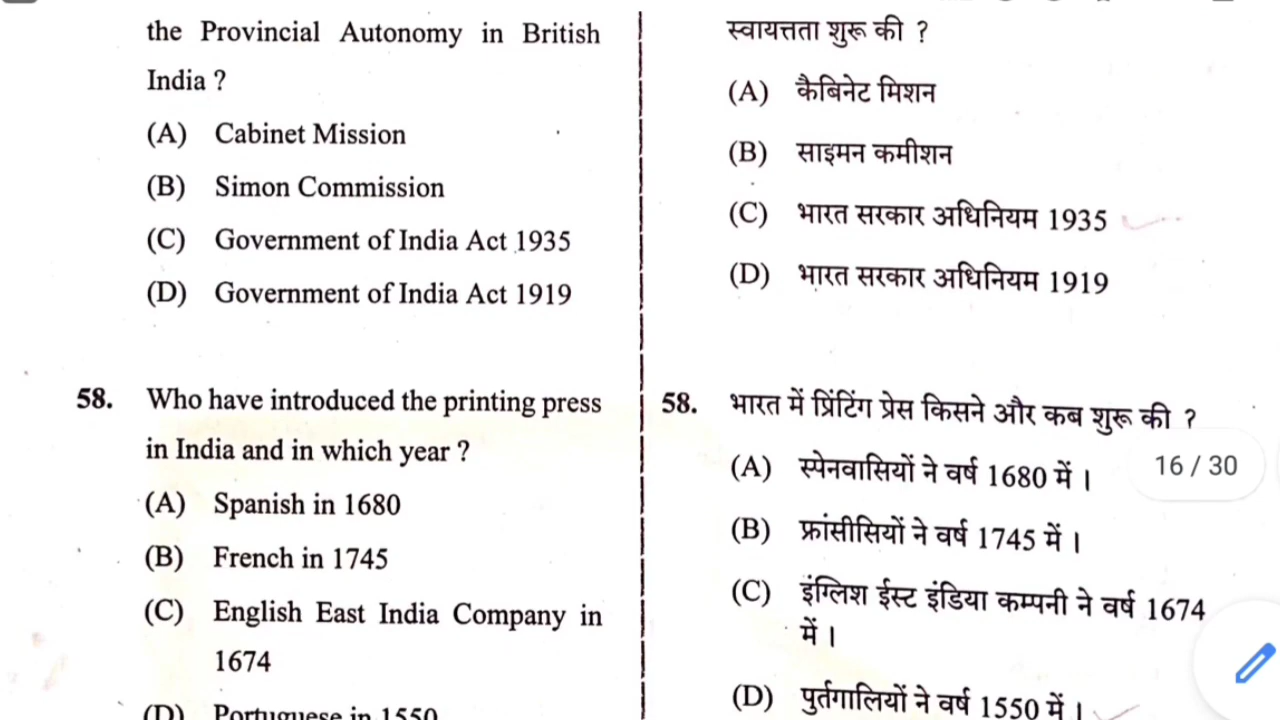 the Provincial Autonomy in British
India ?
(A) Cabinet Mission
(B) Simon Commission
(C) Government of India Act 1935
(D) Government of India Act 1919
58. Who have introduced the printing press
in India and in which year ?
(A) Spanish in 1680
(B) French in 1745
(C) English East India Company in
1674
(D) Portuguese in 1550
स्वायत्तता शुरू की ?
(A) कैबिनेट मिशन
(B) साइमन कमीशन
(C) भारत सरकार अधिनियम 1935
(D) भारत सरकार अधिनियम 1919
58. भारत में प्रिंटिंग प्रेस किसने और कब शुरू की ?
(A) स्पेनवासियों ने वर्ष 1680 में ।
(B) फ्रांसीसियों ने वर्ष 1745 में ।
(C) इंग्लिश ईस्ट इंडिया कम्पनी ने वर्ष 1674
में ।
(D) पुर्तगालियों ने वर्ष 1550 में ।
16 / 30